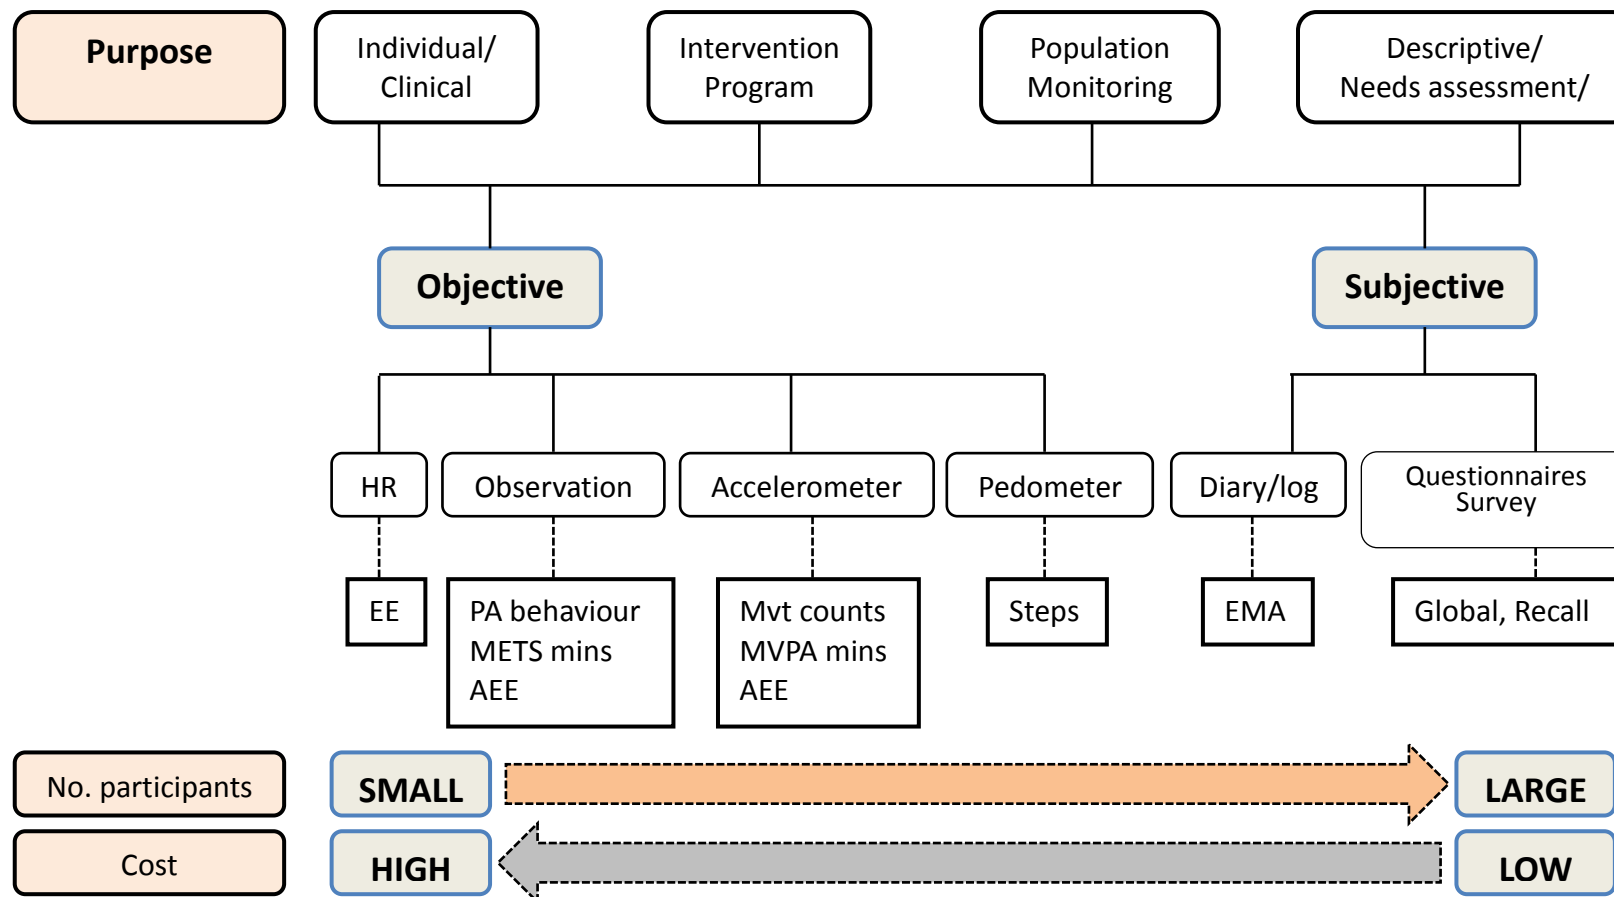 Purpose
Individual/
Clinical
Intervention
Program
Population
Monitoring
Descriptive/
Needs assessment/
Objective
Subjective
HR
Observation
Accelerometer
Pedometer
Diary/log
Questionnaires
Survey
EE
PA behaviour
METS mins
AEE
Mvt counts
MVPA mins
AEE
Steps
EMA
Global, Recall
No. participants
SMALL
LARGE
Cost
HIGH
LOW